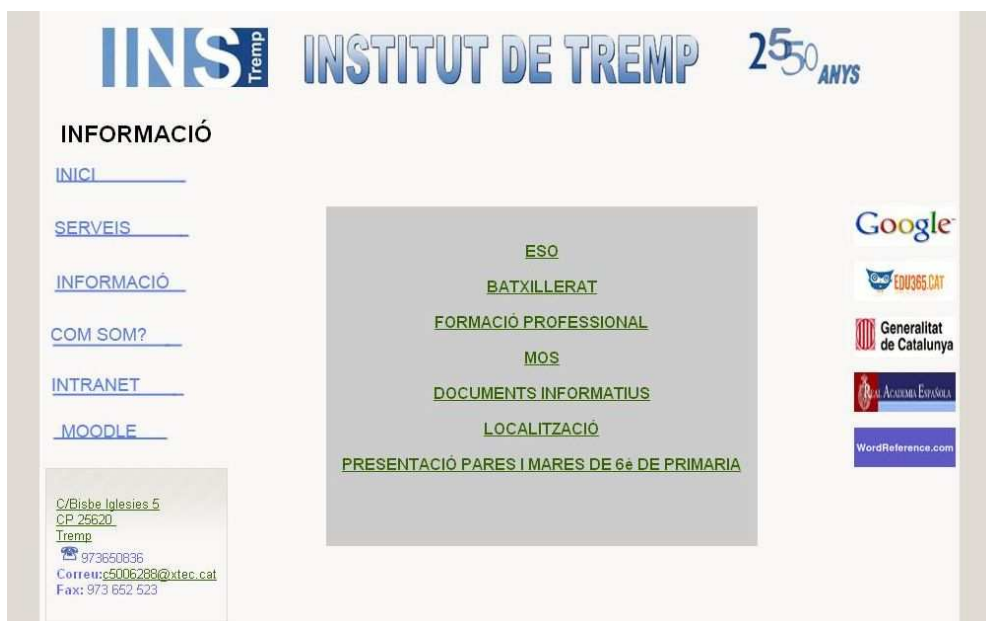 INS Tremp
INSTITUT DE TREMP
2550 ANYS
INFORMACIÓ
INICI
SERVEIS
INFORMACIÓ
COM SOM?
INTRANET
MOODLE
C/Bisbe Iglesies 5
CP 25620
Tremp
973650836
Correu:c5006288@xtec.cat
Fax: 973 652 523
ESO
BATXILLERAT
FORMACIÓ PROFESSIONAL
MOS
DOCUMENTS INFORMATIUS
LOCALITZACIÓ
PRESENTACIÓ PARES I MARES DE 6è DE PRIMARIA
Google
EDU365.CAT
Generalitat
de Catalunya
REAL ACADEMIA ESPAÑOLA
WordReference.com